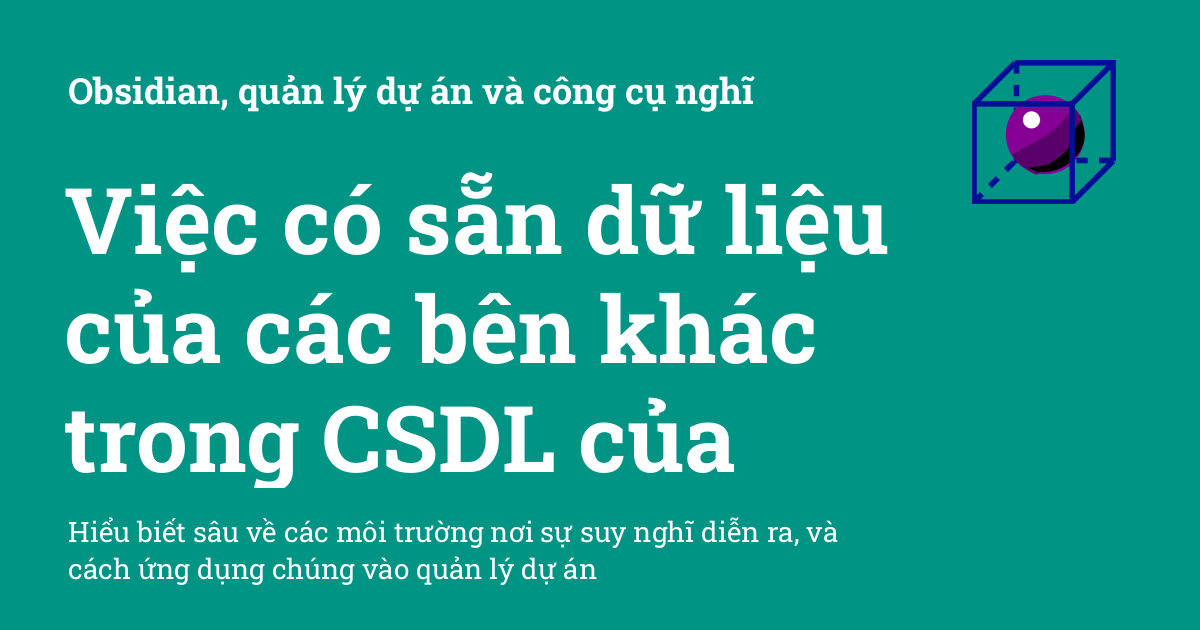 Obsidian, quản lý dự án và công cụ nghĩ
Việc có sẵn dữ liệu
của các bên khác
trong CSDL của
Hiểu biết sâu về các môi trường nơi sự suy nghĩ diễn ra, và
cách ứng dụng chúng vào quản lý dự án